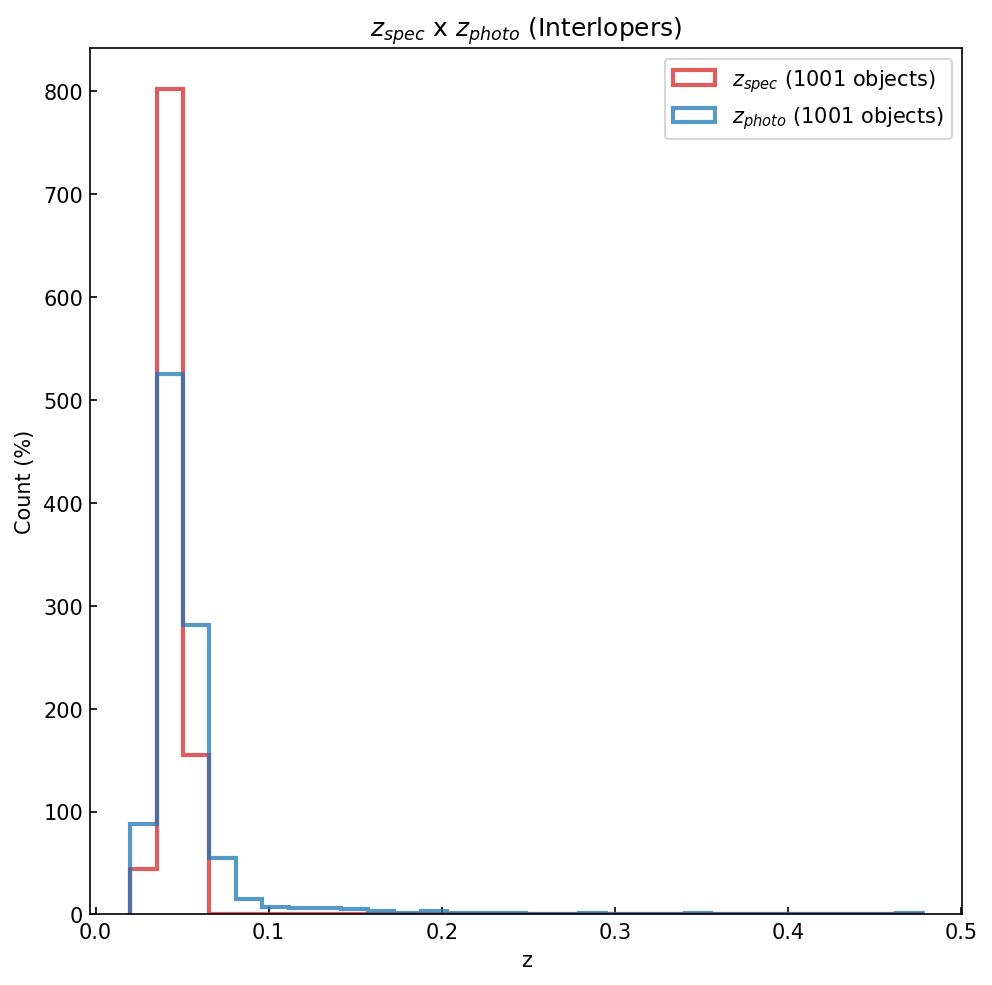 z_spec x z_photo (Interlopers)
z_spec (1001 objects)
z_photo (1001 objects)
Count (%)
800
700
600
500
400
300
200
100
0
0.0 0.1 0.2 0.3 0.4 0.5
z